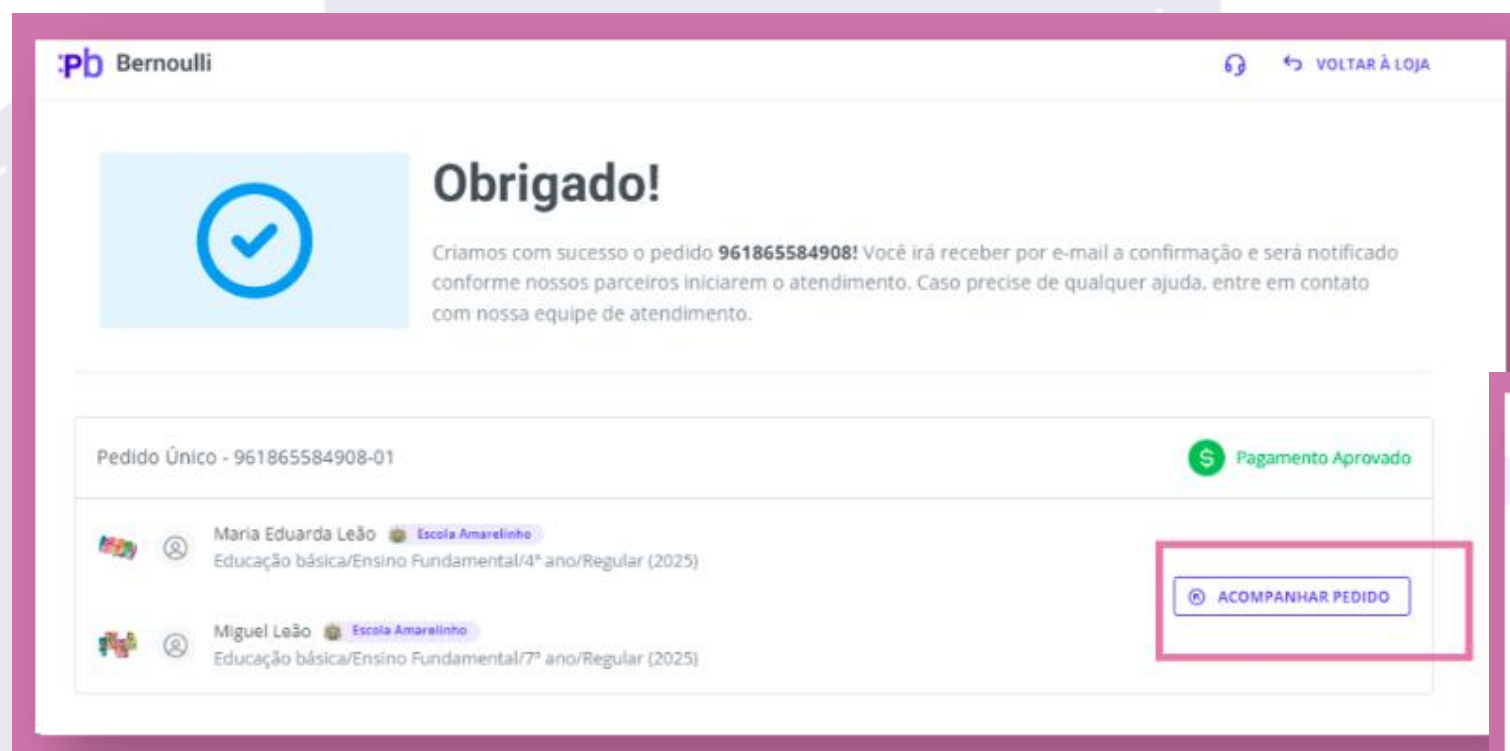 :Pb Bernoulli
VOLTAR À LOJA
Obrigado!
Criamos com sucesso o pedido 961865584908! Você irá receber por e-mail a confirmação e será notificado
conforme nossos parceiros iniciarem o atendimento. Caso precise de qualquer ajuda, entre em contato
com nossa equipe de atendimento.
Pedido Único - 961865584908-01
$ Pagamento Aprovado
Maria Eduarda Leão Escola Amarelinho
Educação básica/Ensino Fundamental/4º ano/Regular (2025)
ACOMPANHAR PEDIDO
Miguel Leão Escola Amarelinho
Educação básica/Ensino Fundamental/7º ano/Regular (2025)